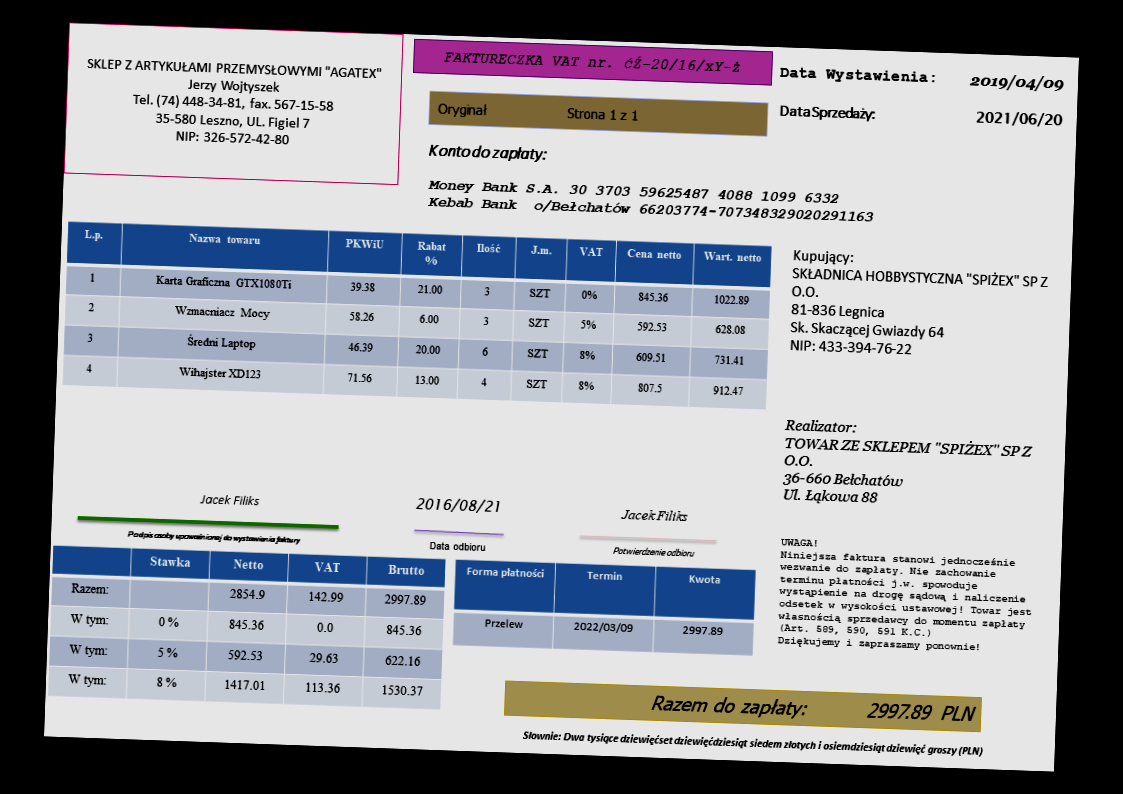 SKLEP Z ARTYKUŁAMI PRZEMYSŁOWYMI "AGATEX"
Jerzy Wojtyszek
Tel. (74) 448-34-81, fax. 567-15-58
35-580 Leszno, UL. Figiel 7
NIP: 326-572-42-80
FAKTURECZKA VAT nr. ćŹ-20/16/xY-Ż
Data Wystawienia: 2019/04/09
Oryginał Strona 1 z 1
Data Sprzedaży: 2021/06/20
Konto do zapłaty:
Money Bank S.A. 30 3703 59625487 4088 1099 6332
Kebab Bank o/Bełchatów 66203774-707348329020291163
L.p. Nazwa towaru PKWiU Rabat % Ilość J.m. VAT Cena netto Wart. netto
1 Karta Graficzna GTX1080Ti 39.38 21.00 3 SZT 0% 845.36 1022.89
2 Wzmacniacz Mocy 58.26 6.00 3 SZT 5% 592.53 628.08
3 Średni Laptop 46.39 20.00 6 SZT 8% 609.51 731.41
4 Wihajster XD123 71.56 13.00 4 SZT 8% 807.5 912.47
Kupujący:
SKŁADNICA HOBBYSTYCZNA "SPIŻEX" SP Z
O.O.
81-836 Legnica
Sk. Skaczącej Gwiazdy 64
NIP: 433-394-76-22
Realizator:
TOWAR ZE SKLEPEM "SPIŻEX" SP Z
O.O.
36-660 Bełchatów
Ul. Łąkowa 88
Jacek Filiks
Podpis osoby upoważnionej do wystawienia faktury
2016/08/21
Data odbioru
Jacek Filiks
Potwierdzenie odbioru
Stawka Netto VAT Brutto
Razem: 2854.9 142.99 2997.89
W tym: 0 % 845.36 0.0 845.36
W tym: 5 % 592.53 29.63 622.16
W tym: 8 % 1417.01 113.36 1530.37
Forma płatności Termin Kwota
Przelew 2022/03/09 2997.89
UWAGA!
Niniejsza faktura stanowi jednocześnie
wezwanie do zapłaty. Nie zachowanie
terminu płatności j.w. spowoduje
wystąpienie na drogę sądową i naliczenie
odsetek w wysokości ustawowej! Towar jest
własnością sprzedawcy do momentu zapłaty
(Art. §89, §90, §91 K.C.)
Dziękujemy i zapraszamy ponownie!
Razem do zapłaty: 2997.89 PLN
Słownie: Dwa tysiące dziewięćset dziewięćdziesiąt siedem złotych i osiemdziesiąt dziewięć groszy (PLN)